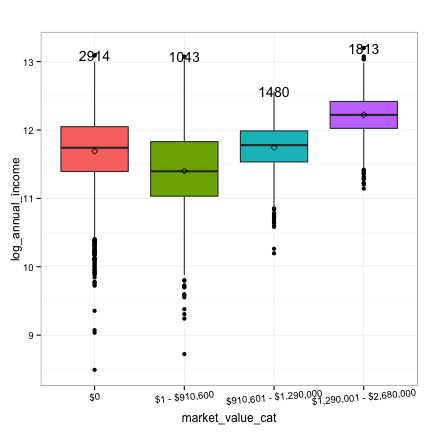 2914
1043
1480
1813
13
12
11
10
9
log_annual_income
$0
$1 - $910,600
$910,601 - $1,290,000
$1,290,001 - $2,680,000
market_value_cat